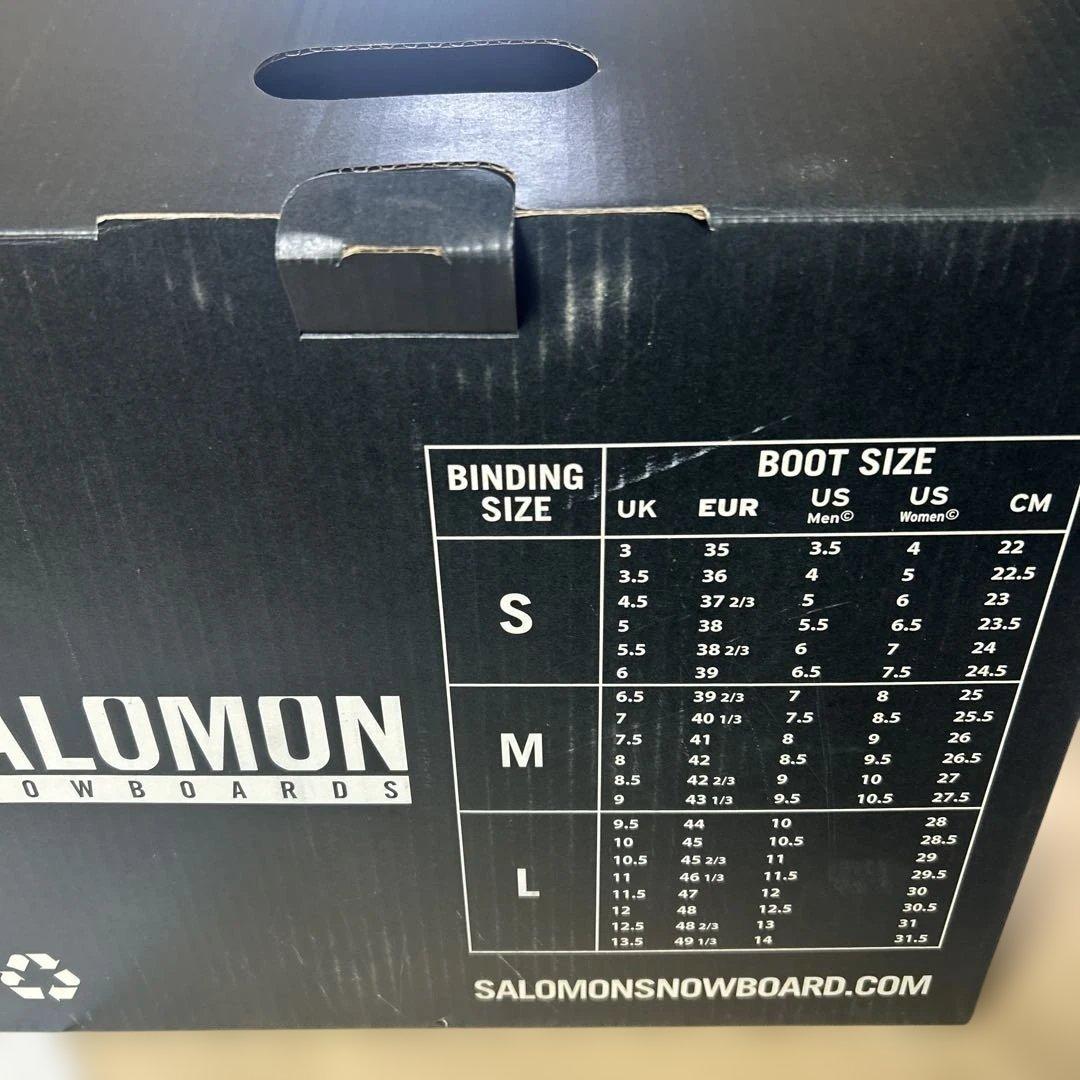 BINDING SIZE
BOOT SIZE
UK EUR US Men© US Women© CM
S
3 35 3.5 4 22
3.5 36 4 5 22.5
4.5 37 2/3 5 6 23
5 38 5.5 6.5 23.5
5.5 38 2/3 6 7 24
6 39 6.5 7.5 24.5
M
6.5 39 2/3 7 8 25
7 40 1/3 7.5 8.5 25.5
7.5 41 8 9 26
8 42 8.5 9.5 26.5
8.5 42 2/3 9 10 27
9 43 1/3 9.5 10.5 27.5
L
9.5 44 10 28
10 45 10.5 28.5
10.5 45 2/3 11 29
11 46 1/3 11.5 29.5
11.5 47 12 30
12 48 12.5 30.5
12.5 48 2/3 13 31
13.5 49 1/3 14 31.5
ALOMON
OWBOARDS
SALOMONSNOWBOARD.COM